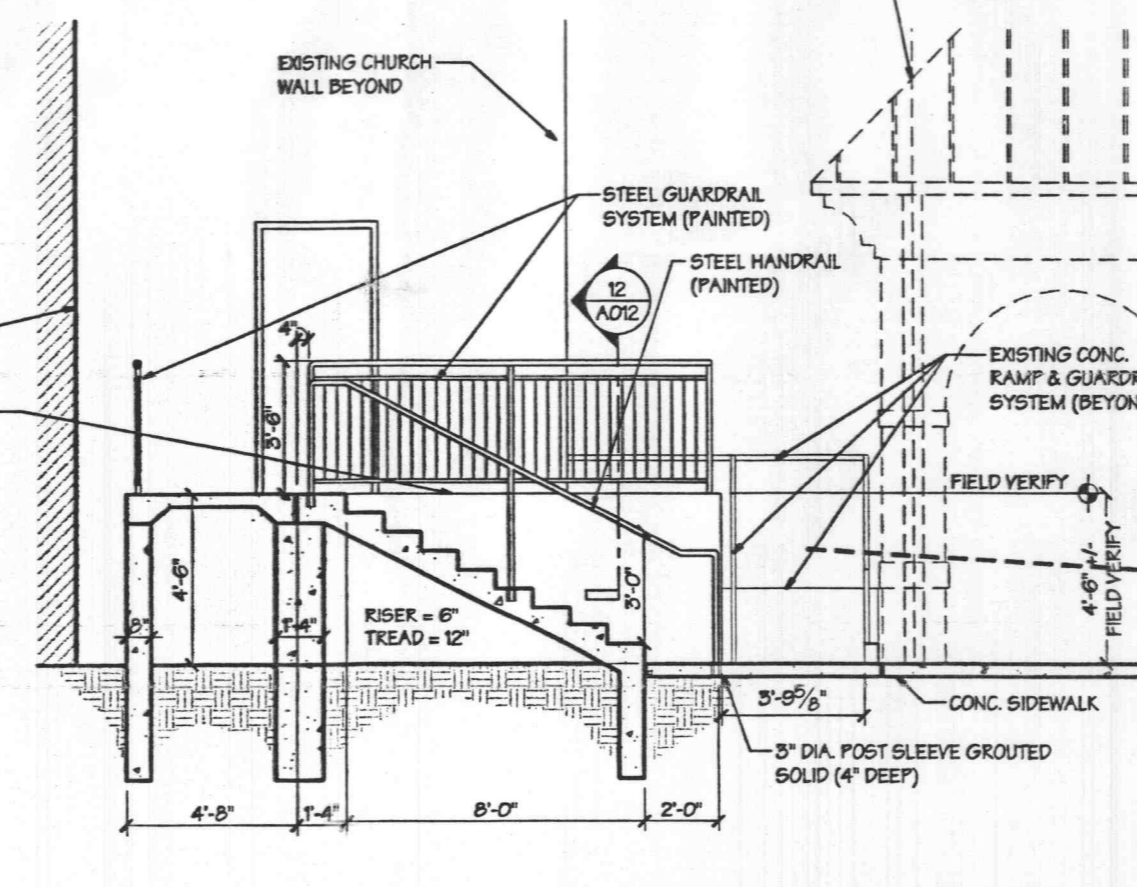 EXISTING CHURCH
WALL BEYOND
STEEL GUARDRAIL
SYSTEM (PAINTED)
STEEL HANDRAIL
(PAINTED)
12
A012
4"
3'-6"
EXISTING CONC.
RAMP & GUARDR
SYSTEM (BEYON
FIELD VERIFY
4'-6" +/-
FIELD VERIFY
4'-6"
8"
1'-4"
RISER = 6"
TREAD = 12"
3'-0"
3'-9 5/8"
CONC. SIDEWALK
3" DIA. POST SLEEVE GROUTED
SOLID (4" DEEP)
4'-8"
1'-4"
8'-0"
2'-0"